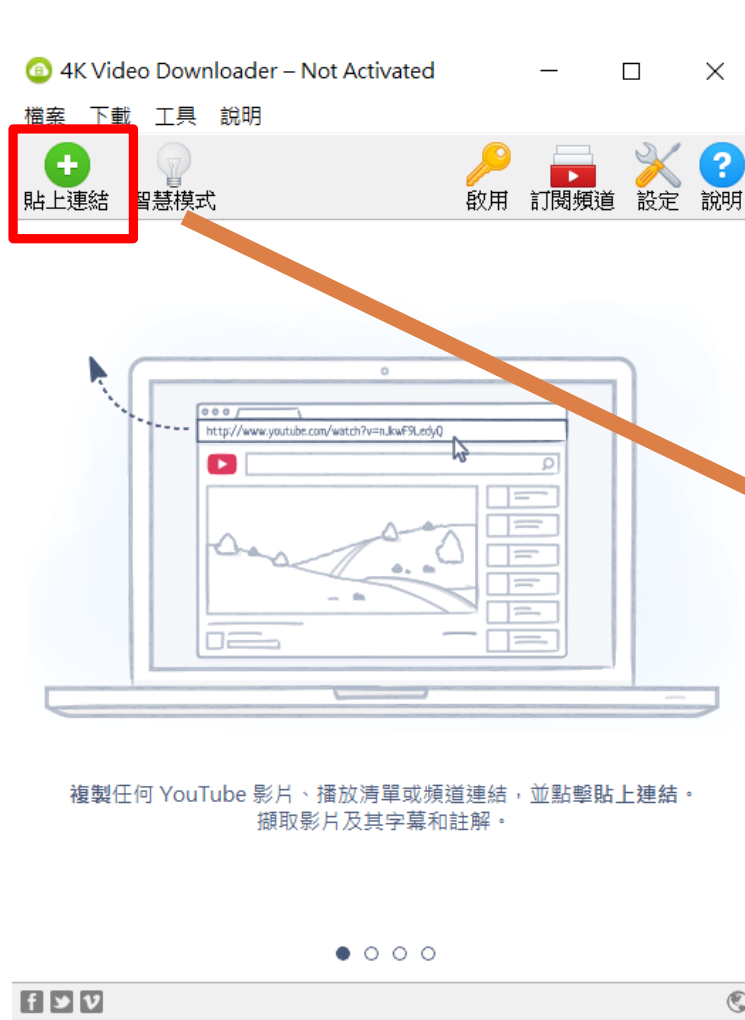 4K Video Downloader – Not Activated
檔案 下載 工具 說明
貼上連結 智慧模式 啟用 訂閱頻道 設定 說明
http://www.youtube.com/watch?v=nJkwF9LedyQ
複製任何 YouTube 影片、播放清單或頻道連結，並點擊貼上連結。
擷取影片及其字幕和註解。